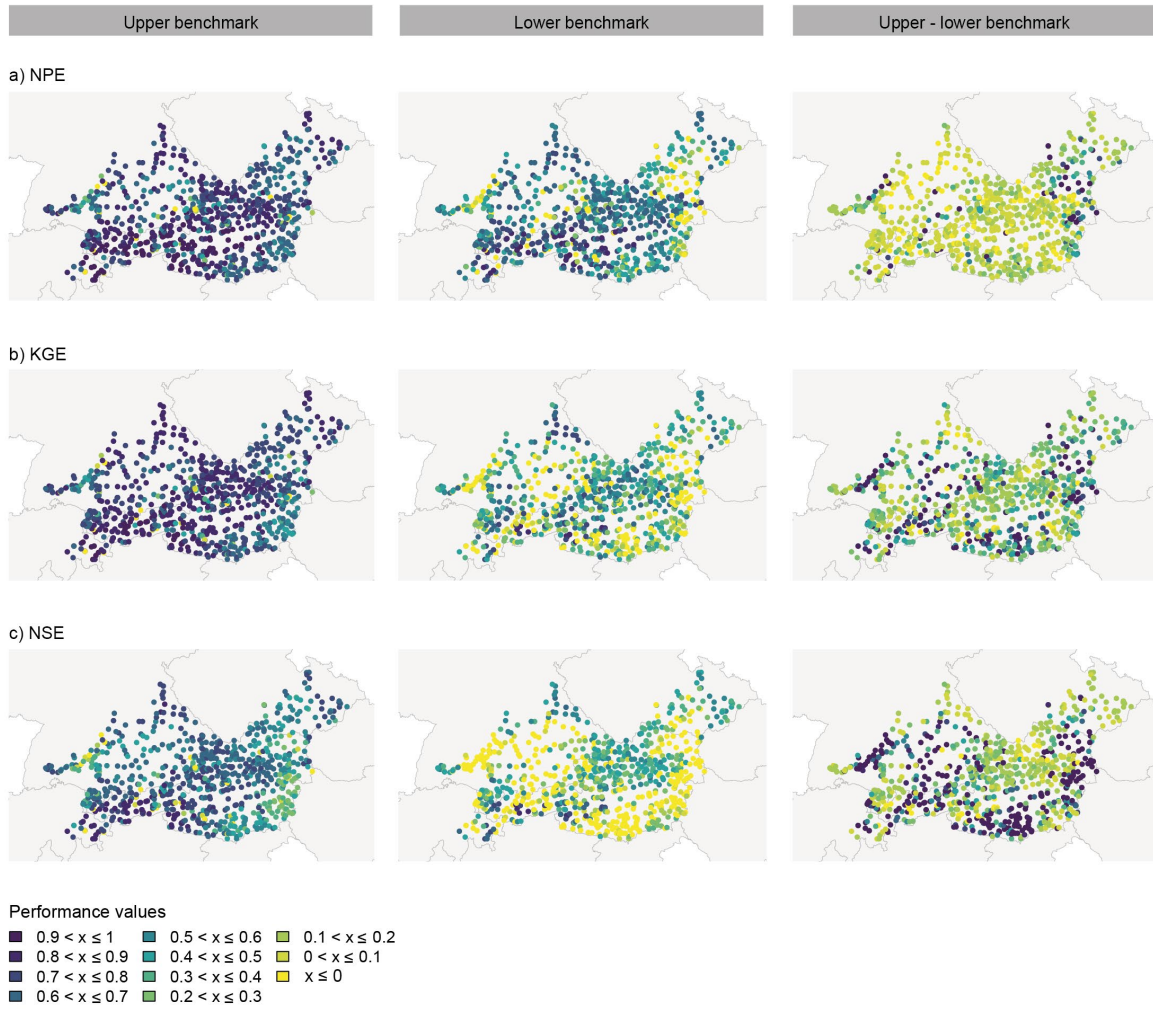 Upper benchmark
Lower benchmark
Upper - lower benchmark
a) NPE
b) KGE
c) NSE
Performance values
0.9 < x ≤ 1
0.5 < x ≤ 0.6
0.1 < x ≤ 0.2
0.8 < x ≤ 0.9
0.4 < x ≤ 0.5
0 < x ≤ 0.1
0.7 < x ≤ 0.8
0.3 < x ≤ 0.4
x ≤ 0
0.6 < x ≤ 0.7
0.2 < x ≤ 0.3